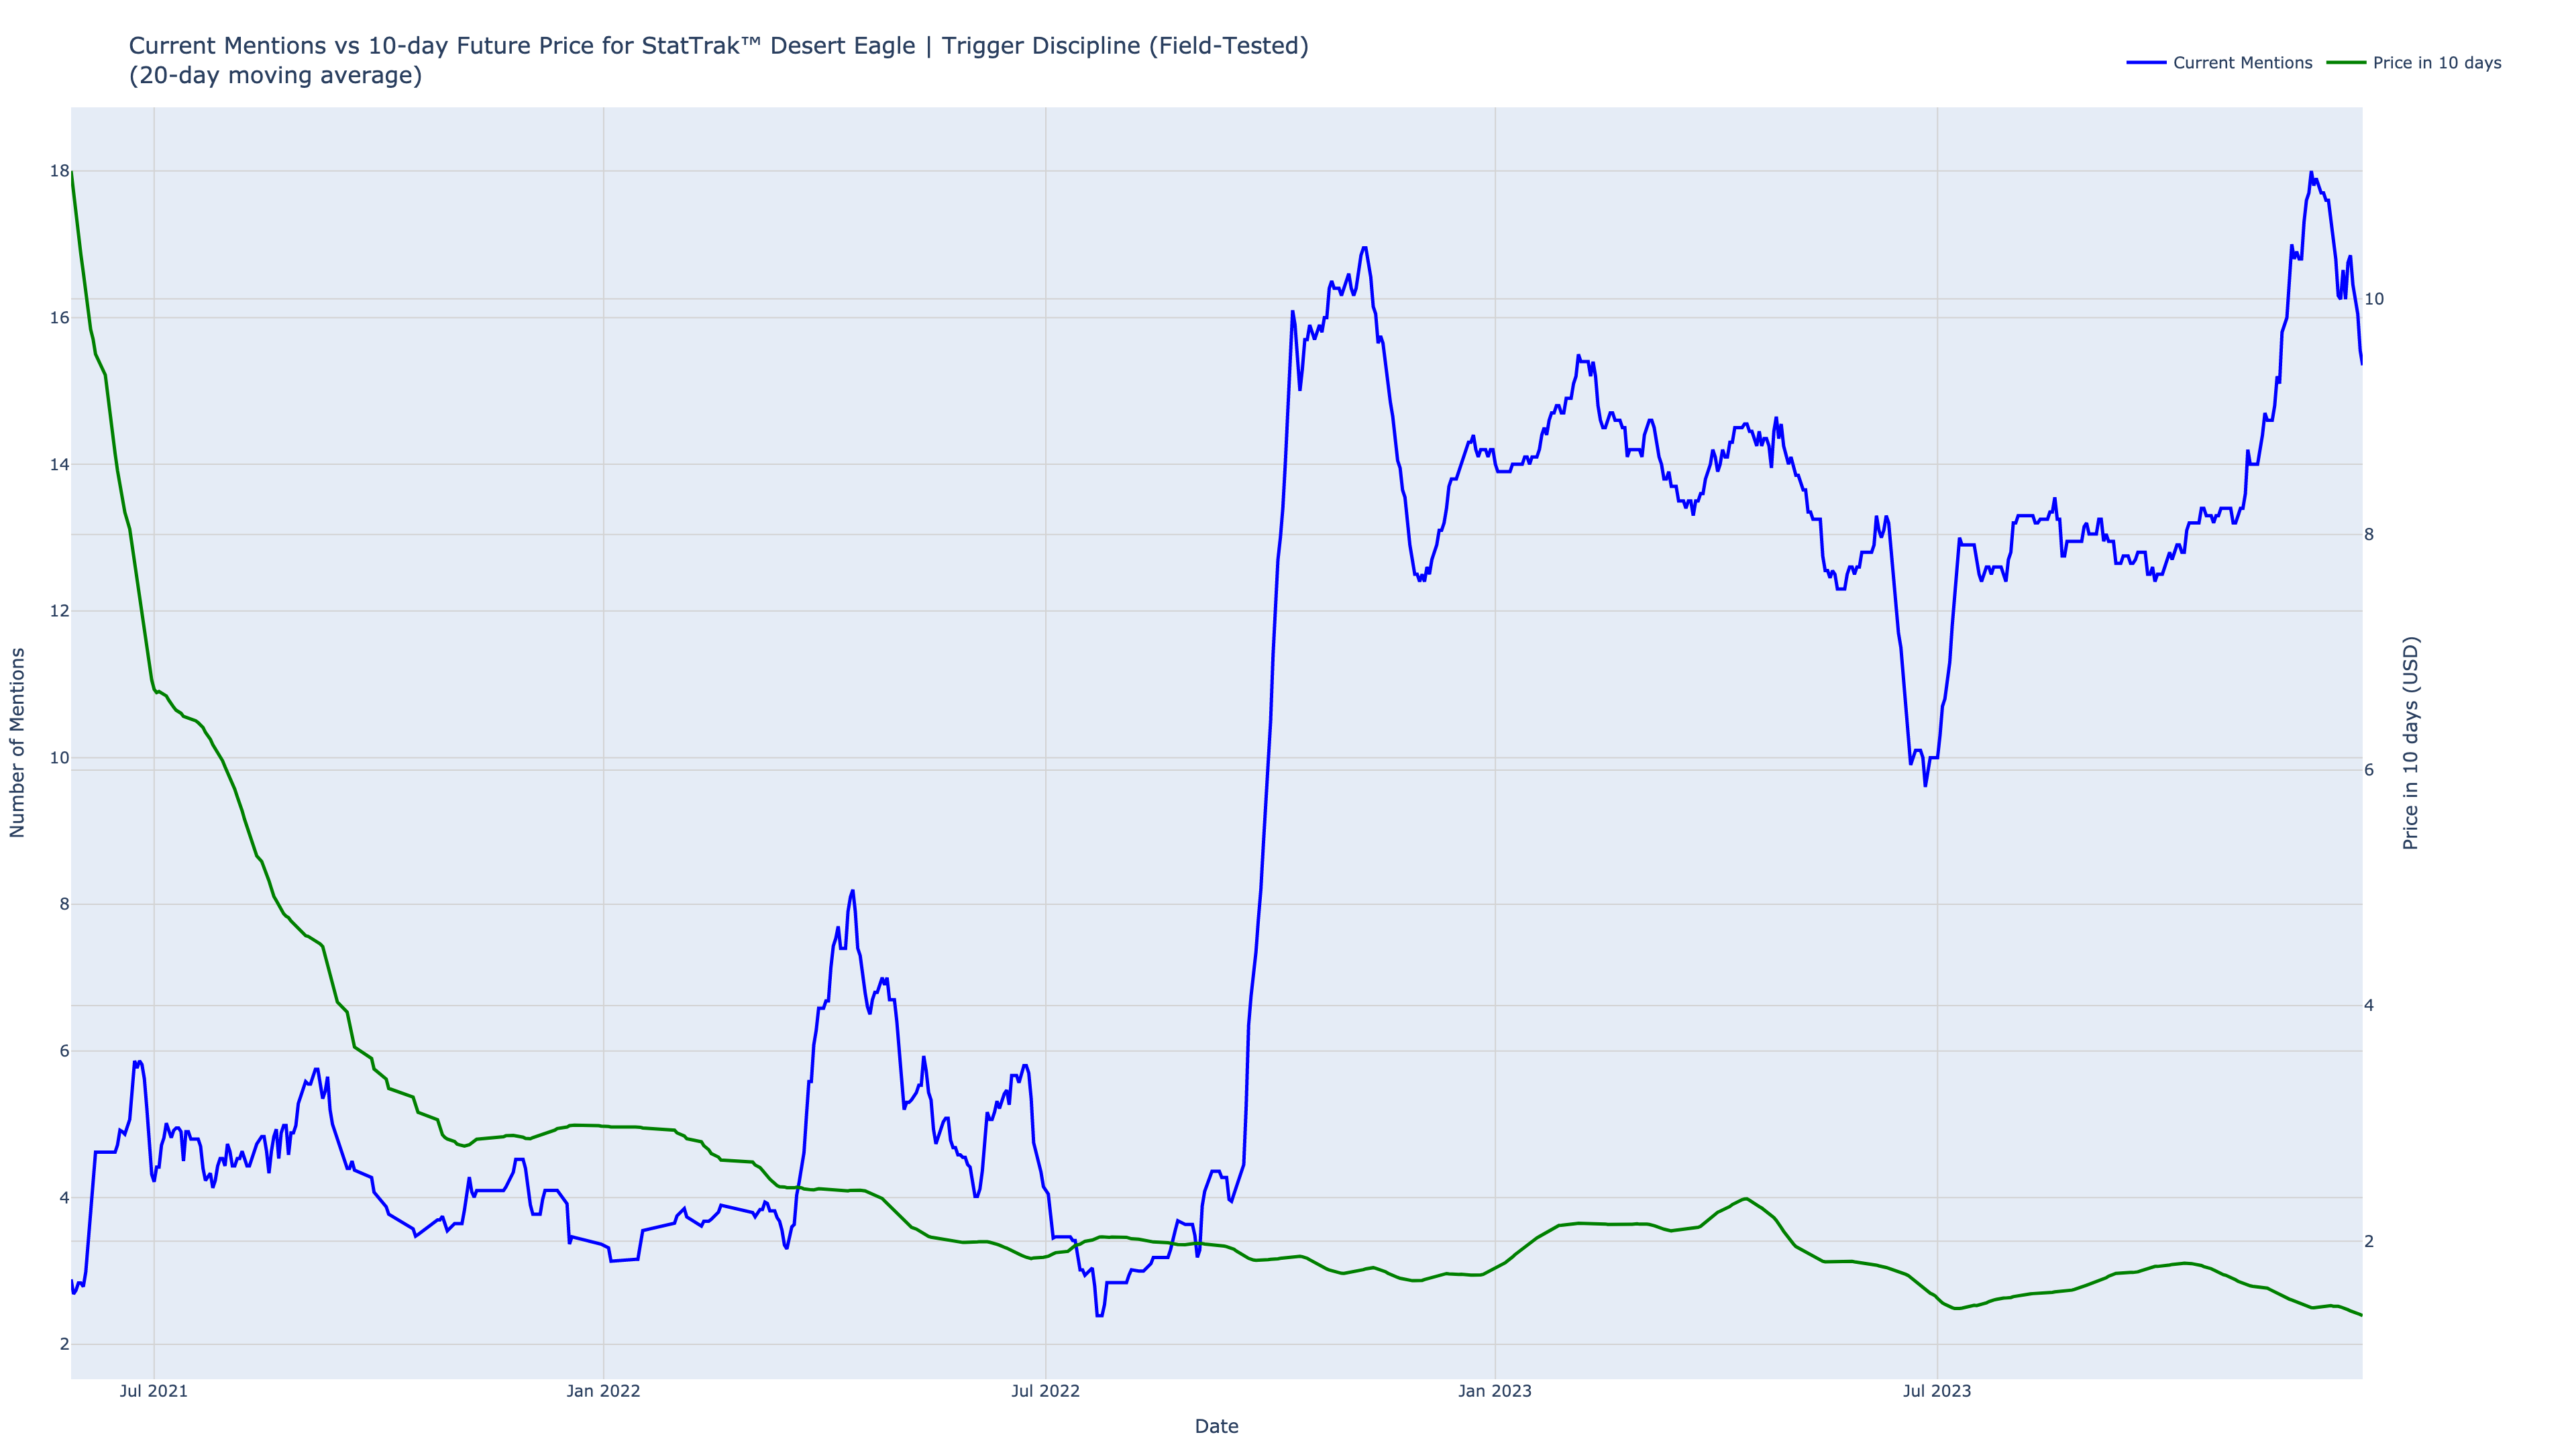 Current Mentions vs 10-day Future Price for StatTrak™ Desert Eagle | Trigger Discipline (Field-Tested)
(20-day moving average)
Current Mentions
Price in 10 days
18
16
14
12
10
8
6
4
2
Number of Mentions
10
8
6
4
2
Price in 10 days (USD)
Jul 2021
Jan 2022
Jul 2022
Jan 2023
Jul 2023
Date